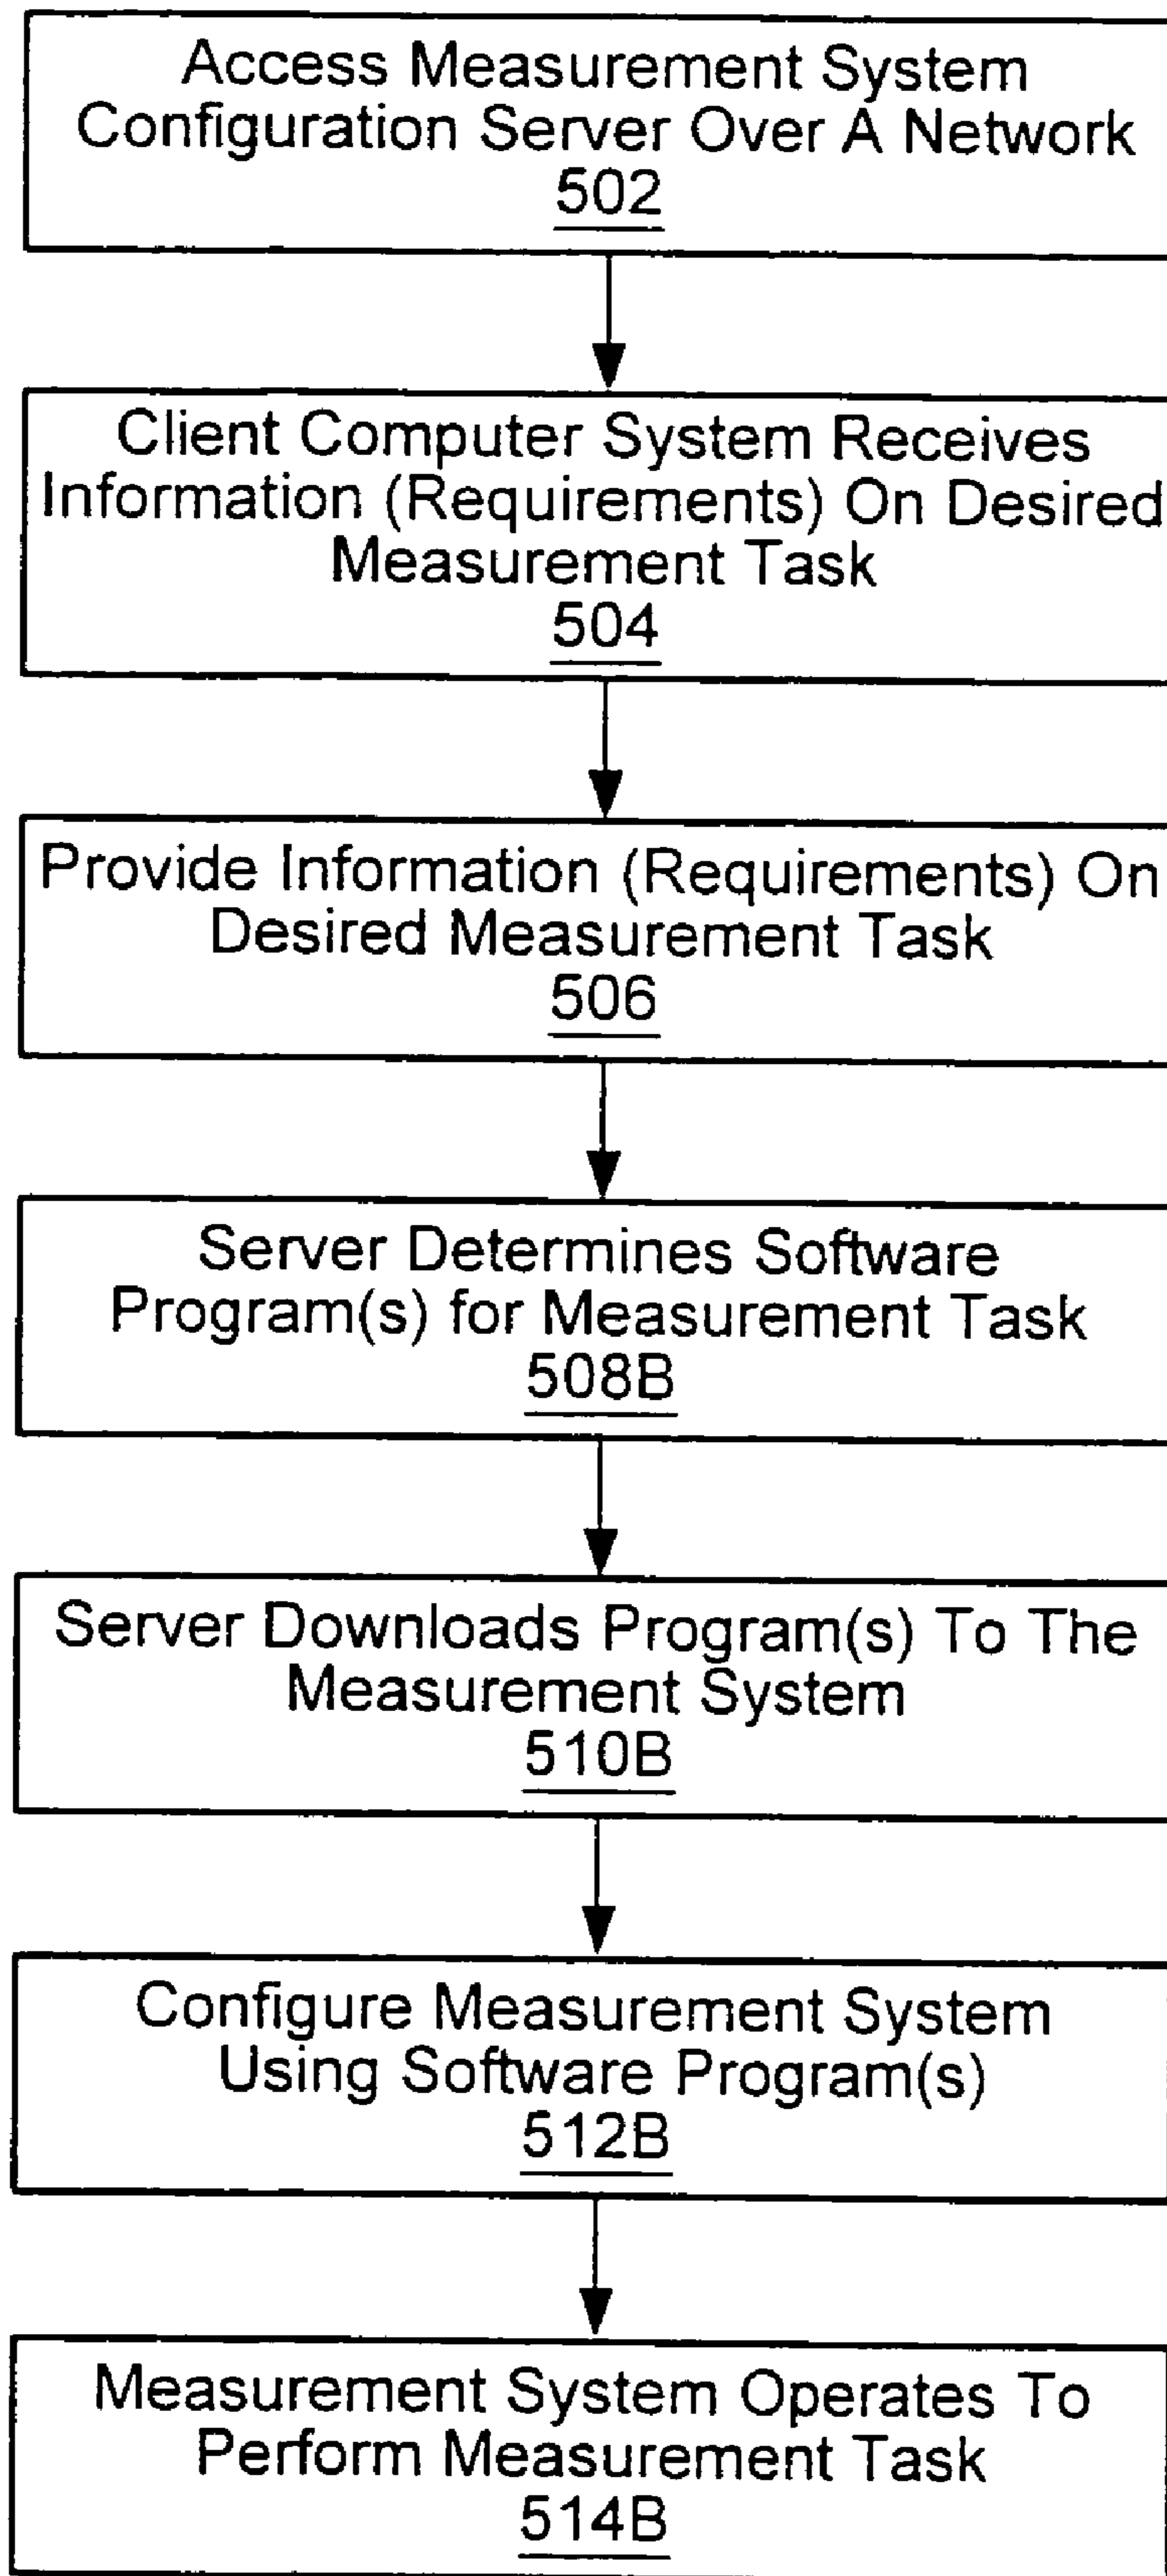 Access Measurement System
Configuration Server Over A Network
502
Client Computer System Receives
Information (Requirements) On Desired
Measurement Task
504
Provide Information (Requirements) On
Desired Measurement Task
506
Server Determines Software
Program(s) for Measurement Task
508B
Server Downloads Program(s) To The
Measurement System
510B
Configure Measurement System
Using Software Program(s)
512B
Measurement System Operates To
Perform Measurement Task
514B